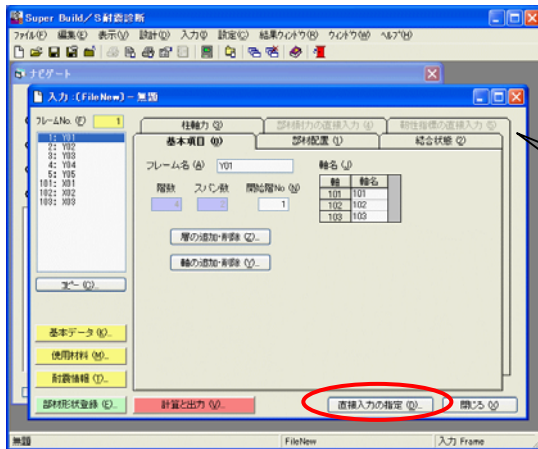 Super Build／S耐震診断
ファイル(F) 編集(E) 表示(V) 設計(D) 入力(I) 設定(C) 結果ウィンドウ(R) ウィンドウ(W) ヘルプ(H)
ナビゲート
入力 :(FileNew) - 無題
フレームNo. (F) 1
1: Y01
2: Y02
3: Y03
4: Y04
5: Y05
101: X01
102: X02
103: X03
コピー (C)...
基本データ (K)...
使用材料 (M)...
耐震情報 (T)...
部材形状登録 (E)...
柱軸力 (3)
部材耐力の直接入力 (4)
靭性指標の直接入力 (5)
基本項目 (0)
部材配置 (1)
結合状態 (2)
フレーム名 (A) Y01
階数 スパン数 開始階No (N)
4 2 1
軸名 (J)
軸 軸名
101 101
102 102
103 103
層の追加・削除 (Z)...
軸の追加・削除 (Y)...
計算と出力 (V)...
直接入力の指定 (D)...
閉じる (X)
無題 FileNew 入力 Frame